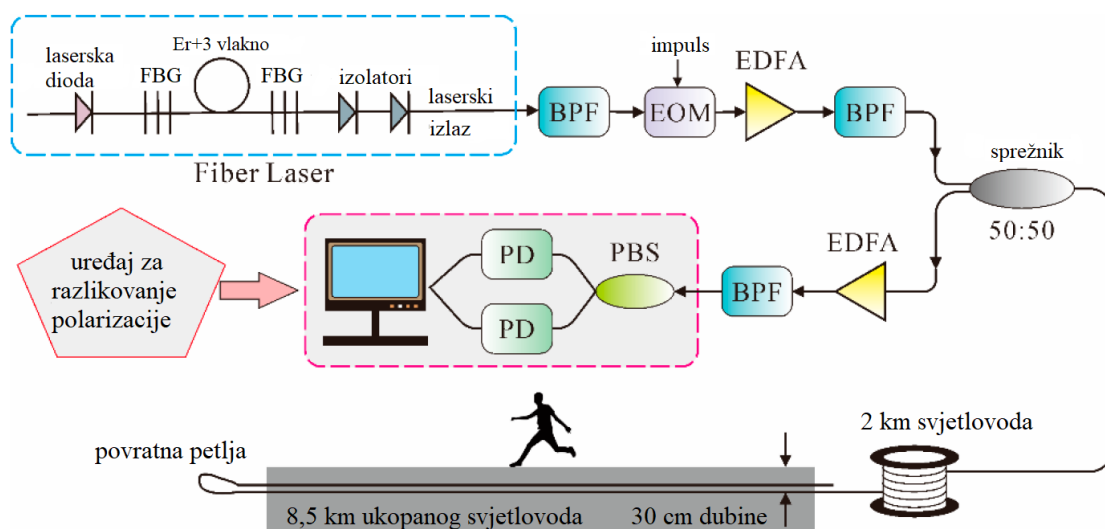 laserska
dioda
FBG
Er+3 vlakno
FBG
izolatori
laserski
izlaz
Fiber Laser
BPF
impuls
EOM
EDFA
BPF
sprežnik
50:50
uređaj za
razlikovanje
polarizacije
PD
PD
PBS
BPF
EDFA
povratna petlja
2 km svjetlovoda
8,5 km ukopanog svjetlovoda
30 cm dubine